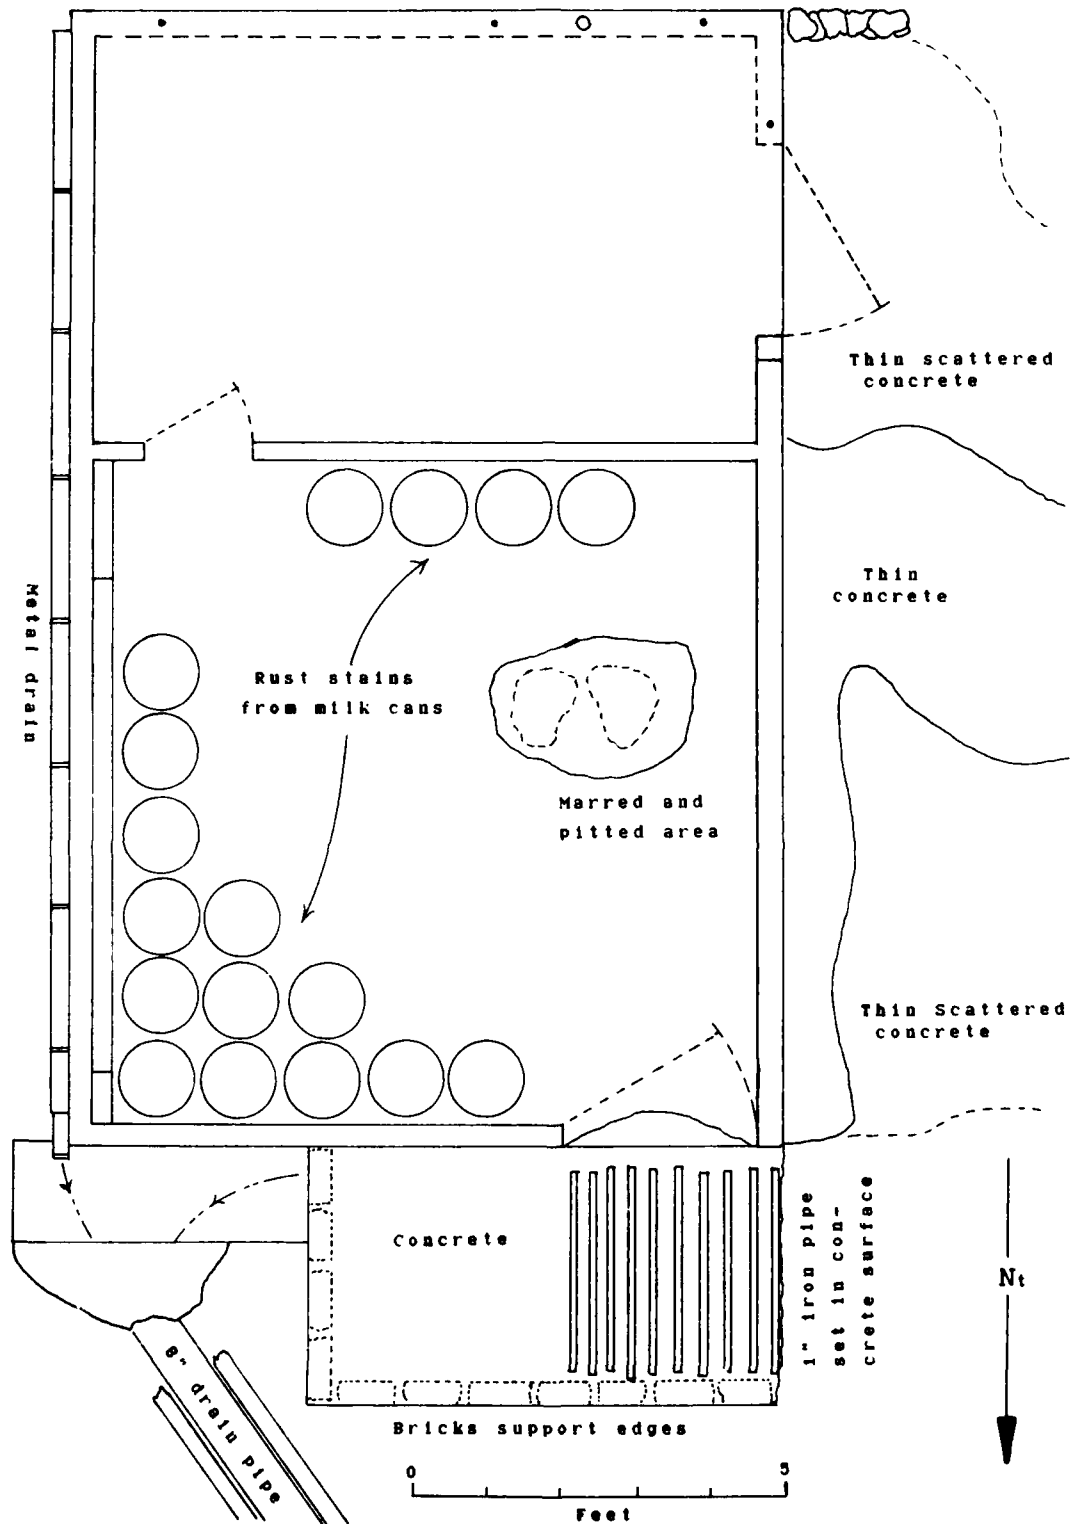 Thin scattered
concrete
Thin
concrete
Metal drain
Rust stains
from milk cans
Marred and
pitted area
Thin Scattered
concrete
Concrete
1" iron pipe
set in con-
crete surface
Nt
8" drain pipe
Bricks support edges
0 5
Feet